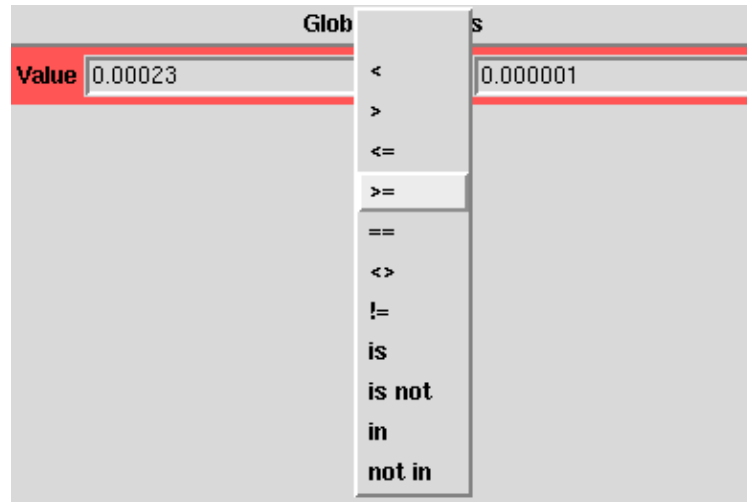 Glob s
Value 0.00023 0.000001
<
>
<=
>=
==
<>
!=
is
is not
in
not in